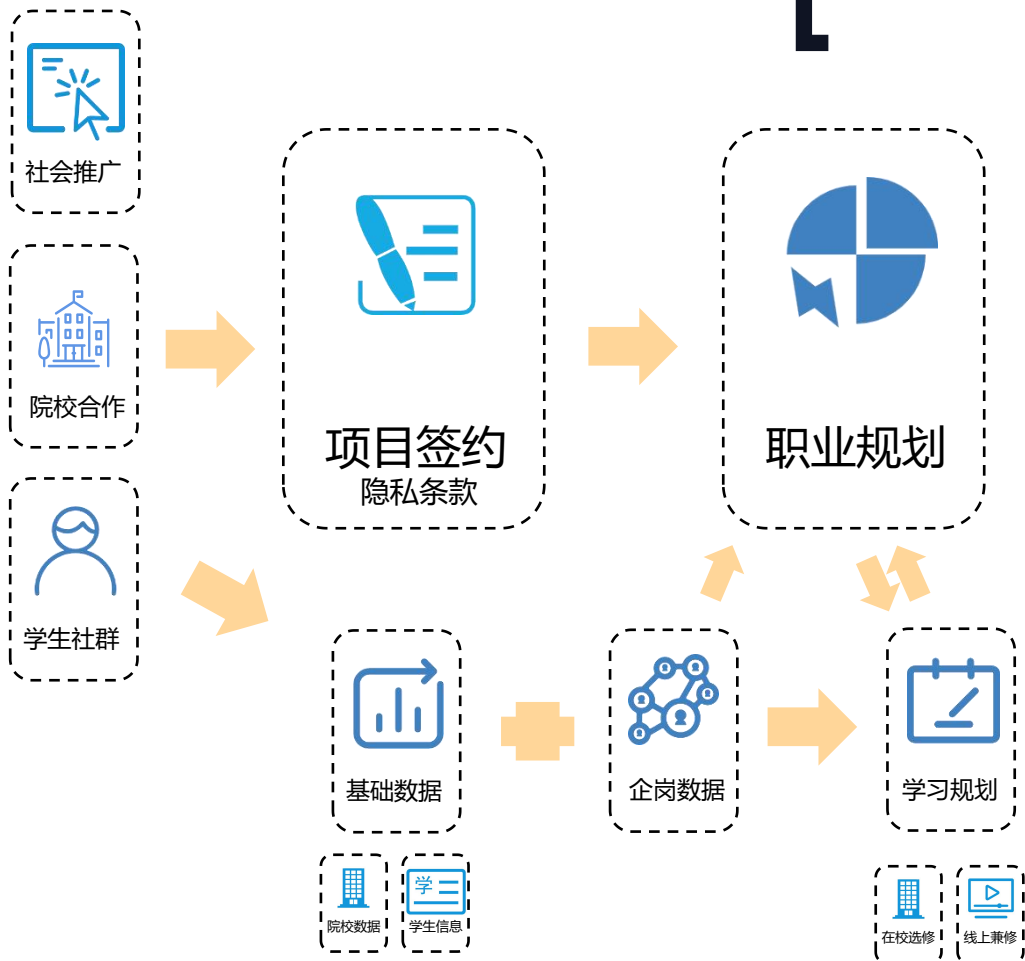 社会推广
院校合作
学生社群
项目签约
隐私条款
职业规划
基础数据
企岗数据
学习规划
院校数据
学
学生信息
在校选修
线上兼修